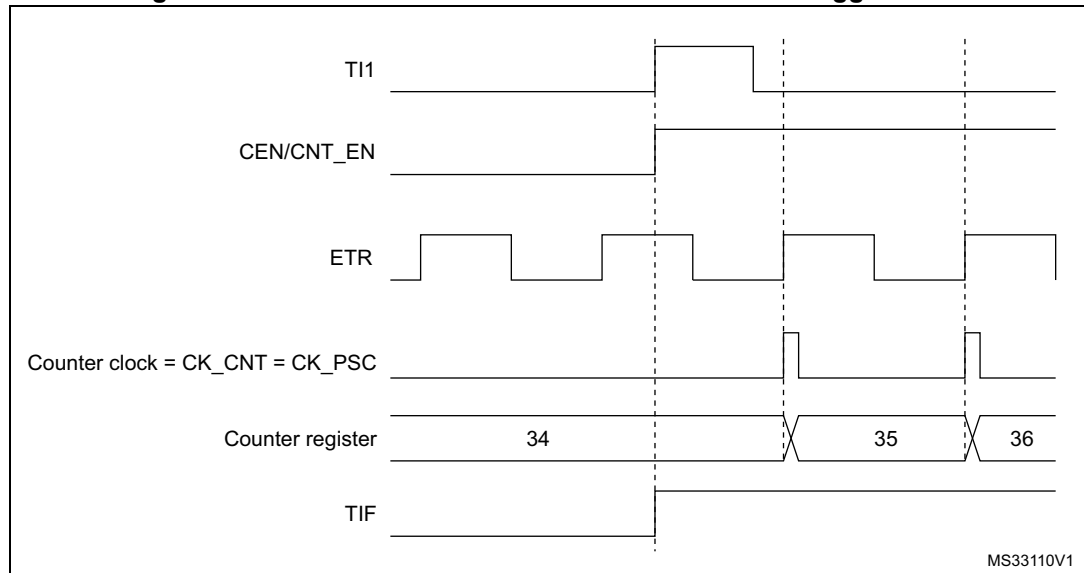 TI1
CEN/CNT_EN
ETR
Counter clock = CK_CNT = CK_PSC
Counter register
34
35
36
TIF
MS33110V1